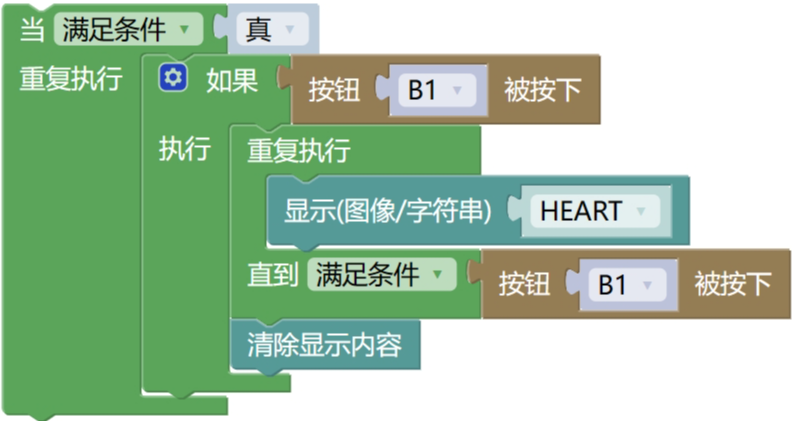 当 满足条件 真
重复执行 如果 按钮 B1 被按下
执行 重复执行
显示(图像/字符串) HEART
直到 满足条件 按钮 B1 被按下
清除显示内容